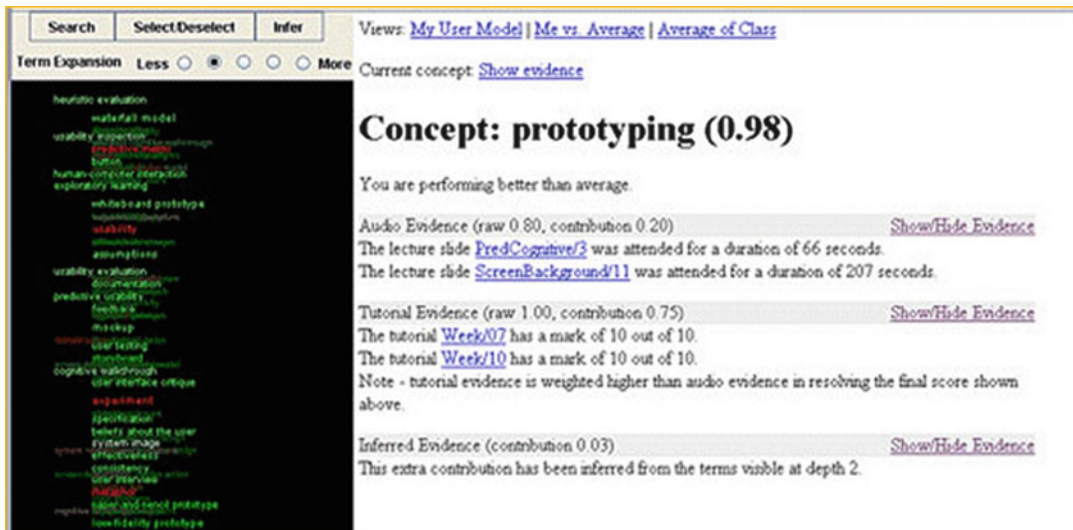 Search Select/Deselect Infer
Term Expansion Less More
heuristic evaluation
waterfall model
usability inspection
predictive metric
button
human-computer interaction
exploratory learning
whiteboard prototype
usability
assumptions
usability evaluation
documentation
predictive usability
feedback
mockup
user testing
storyboard
cognitive walkthrough
user interface critique
experiment
specification
beliefs about the user
system image
effectiveness
consistency
user interview
metaphor
paper and pencil prototype
low-fidelity prototype
Views: My User Model | Me vs. Average | Average of Class
Current concept: Show evidence
Concept: prototyping (0.98)
You are performing better than average.
Audio Evidence (raw 0.80, contribution 0.20) Show/Hide Evidence
The lecture slide PredCognitive/3 was attended for a duration of 66 seconds.
The lecture slide ScreenBackground/11 was attended for a duration of 207 seconds.
Tutorial Evidence (raw 1.00, contribution 0.75) Show/Hide Evidence
The tutorial Week/07 has a mark of 10 out of 10.
The tutorial Week/10 has a mark of 10 out of 10.
Note - tutorial evidence is weighted higher than audio evidence in resolving the final score shown
above.
Inferred Evidence (contribution 0.03) Show/Hide Evidence
This extra contribution has been inferred from the terms visible at depth 2.